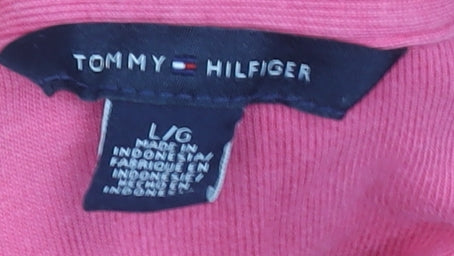 TOMMY HILFIGER
L/G
MADE IN
INDONESIA/
FABRIQUE EN
INDONESIE/
HECHO EN
INDONESIA